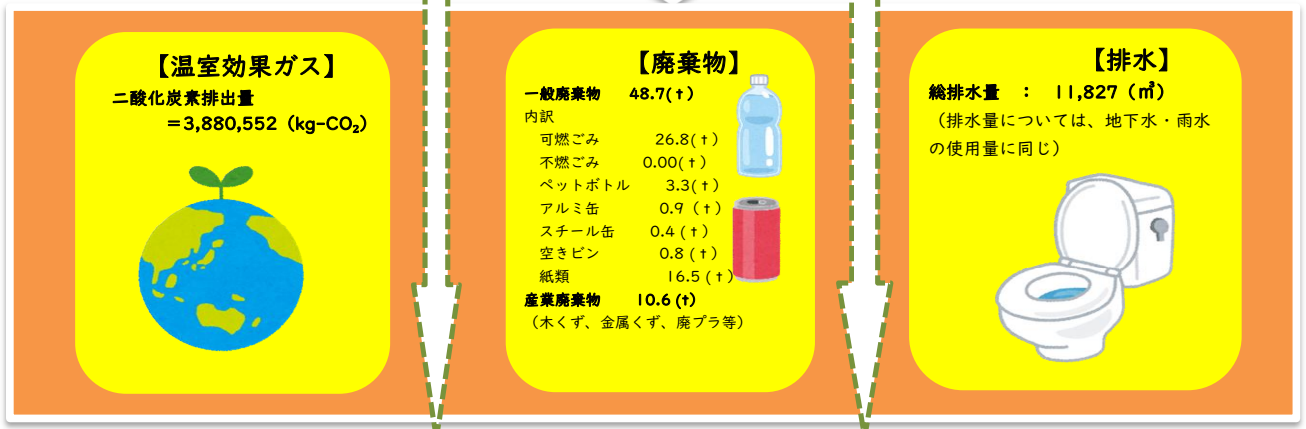 【温室効果ガス】
二酸化炭素排出量
＝3,880,552（kg-CO₂）
【廃棄物】
一般廃棄物 48.7(t)
内訳
可燃ごみ 26.8(t)
不燃ごみ 0.00(t)
ペットボトル 3.3(t)
アルミ缶 0.9（t）
スチール缶 0.4(t)
空きビン 0.8(t)
紙類 16.5(t)
産業廃棄物 10.6(t)
（木くず、金属くず、廃プラ等）
【排水】
総排水量 ： 11,827（㎥）
（排水量については、地下水・雨水
の使用量に同じ）